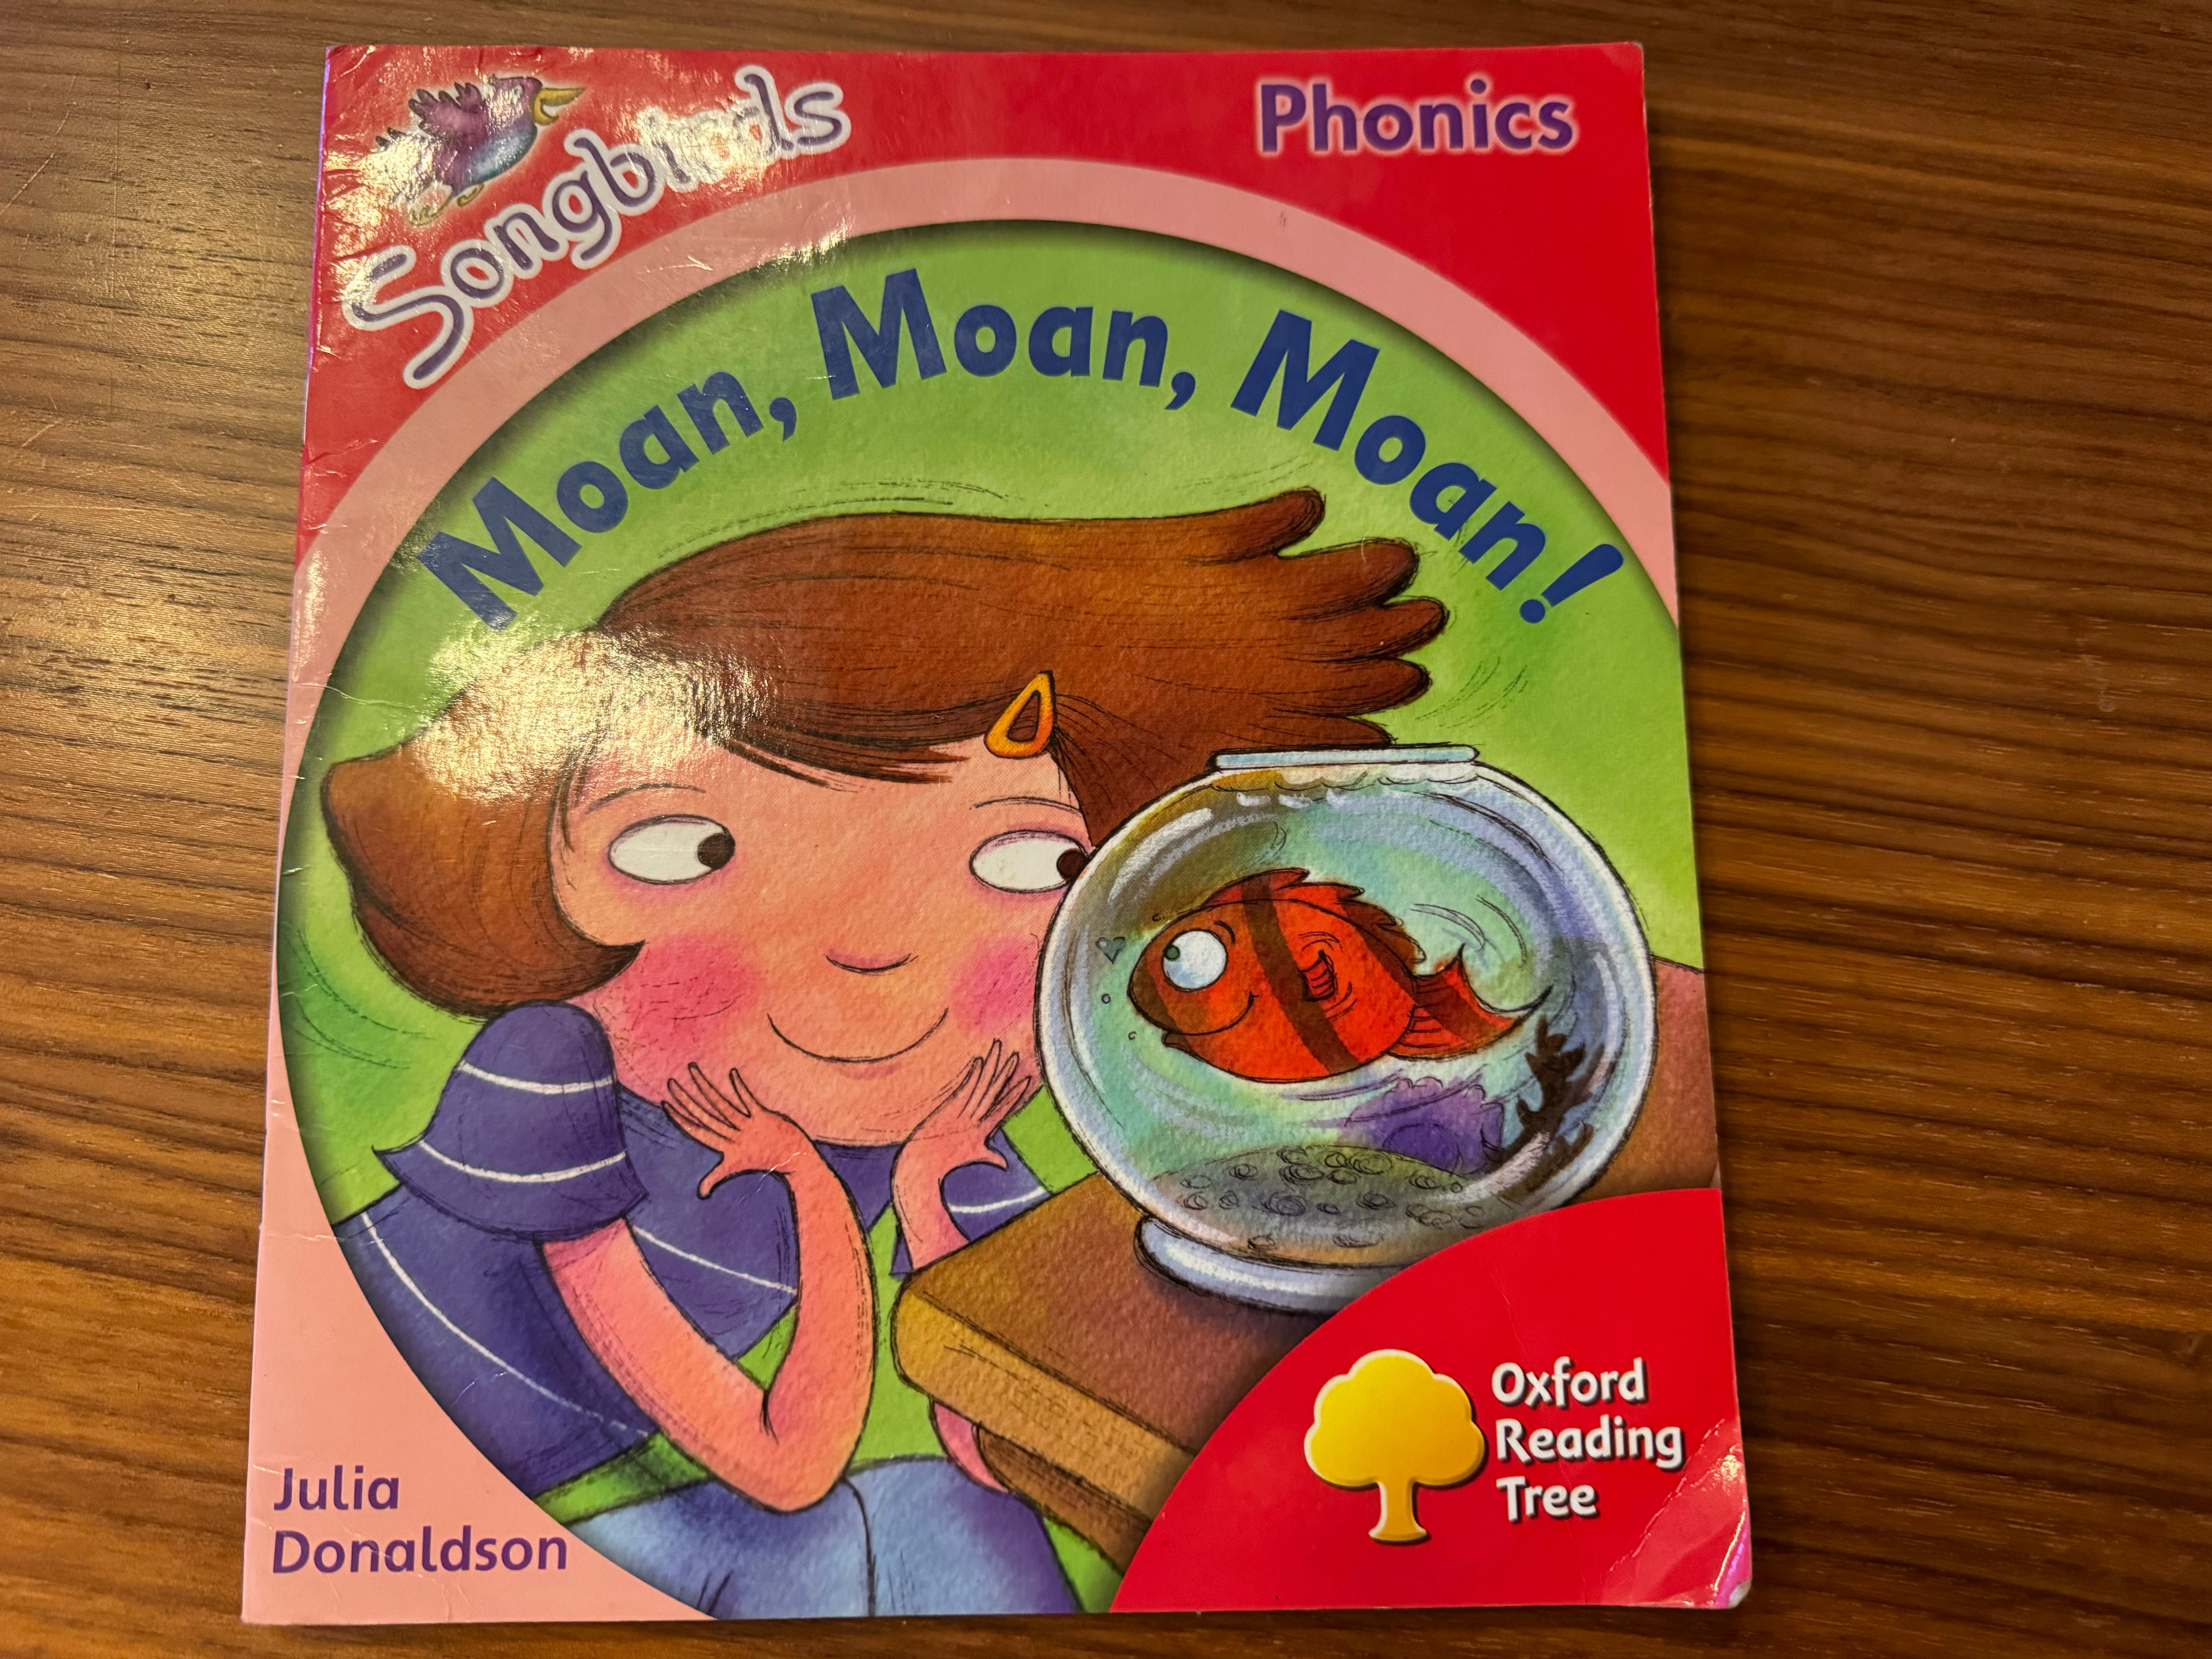 Songbirds
Phonics
Moan, Moan, Moan!
Julia
Donaldson
Oxford
Reading
Tree